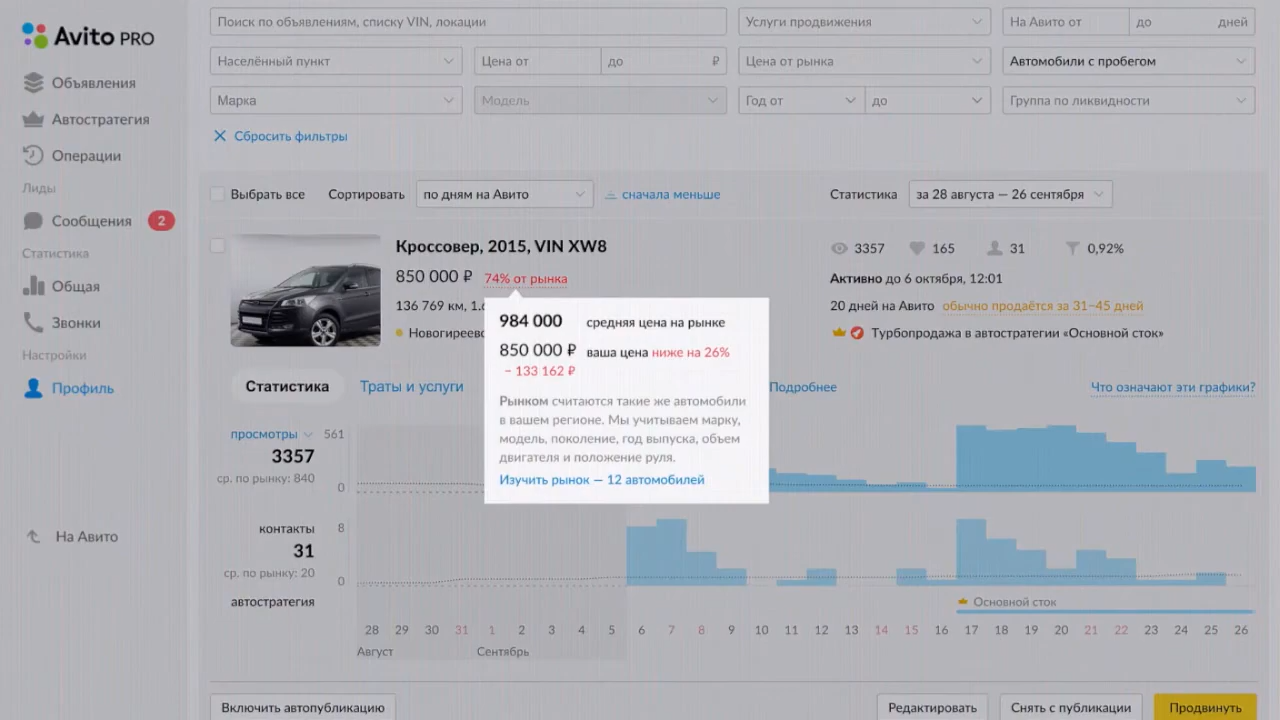 Avito PRO
Объявления
Автостратегия
Операции
Лиды
Сообщения 2
Статистика
Общая
Звонки
Настройки
Профиль
На Авито
Поиск по объявлениям, списку VIN, локации
Услуги продвижения
На Авито от
до
дней
Населённый пункт
Цена от
до
₽
Цена от рынка
Автомобили с пробегом
Марка
Модель
Год от
до
Группа по ликвидности
Сбросить фильтры
Выбрать все
Сортировать
по дням на Авито
сначала меньше
Статистика
за 28 августа — 26 сентября
Кроссовер, 2015, VIN XW8
850 000 ₽ 74% от рынка
136 769 км, 1.
Новогиреево
3357 165 31 0,92%
Активно до 6 октября, 12:01
20 дней на Авито обычно продаётся за 31–45 дней
Турбопродажа в автостратегии «Основной сток»
984 000 средняя цена на рынке
850 000 ₽ ваша цена ниже на 26%
− 133 162 ₽
Рынком считаются такие же автомобили
в вашем регионе. Мы учитываем марку,
модель, поколение, год выпуска, объем
двигателя и положение руля.
Изучить рынок — 12 автомобилей
Статистика
Траты и услуги
Подробнее
Что означают эти графики?
просмотры 561
3357
ср. по рынку: 840
0
контакты 8
31
ср. по рынку: 20
0
автостратегия
Основной сток
28 29 30 31 1 2 3 4 5 6 7 8 9 10 11 12 13 14 15 16 17 18 19 20 21 22 23 24 25 26
Август Сентябрь
Включить автопубликацию
Редактировать
Снять с публикации
Продвинуть